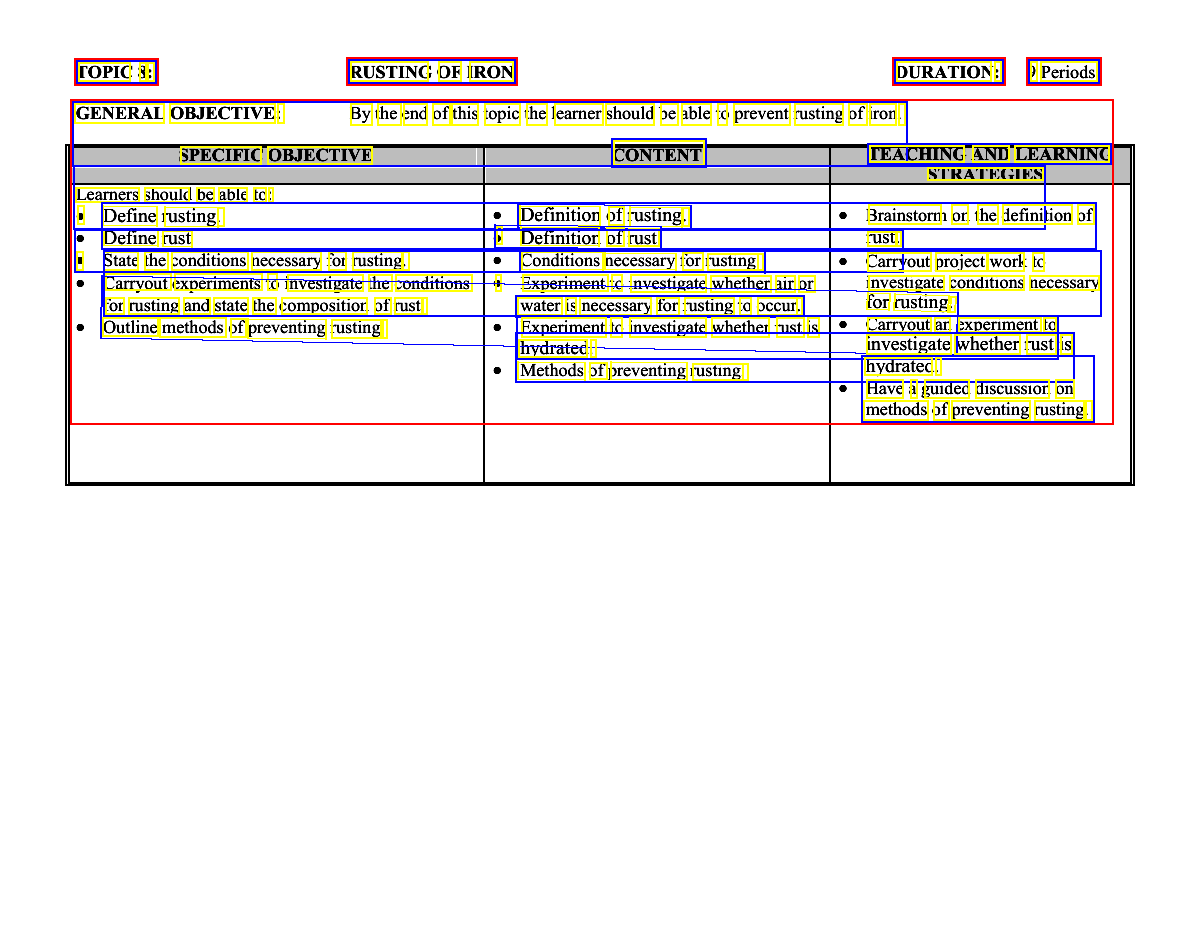 TOPIC 8: RUSTING OF IRON DURATION: 9 Periods
GENERAL OBJECTIVE: By the end of this topic the learner should be able to prevent rusting of iron.
SPECIFIC OBJECTIVE
Learners should be able to:
• Define rusting.
• Define rust
• State the conditions necessary for rusting.
• Carryout experiments to investigate the conditions
for rusting and state the composition of rust
• Outline methods of preventing rusting
CONTENT
• Definition of rusting.
• Definition of rust
• Conditions necessary for rusting
• Experiment to investigate whether air or
water is necessary for rusting to occur.
• Experiment to investigate whether rust is
hydrated.
• Methods of preventing rusting
TEACHING AND LEARNING
STRATEGIES
• Brainstorm on the definition of
rust.
• Carryout project work to
investigate conditions necessary
for rusting.
• Carryout an experiment to
investigate whether rust is
hydrated.
• Have a guided discussion on
methods of preventing rusting.